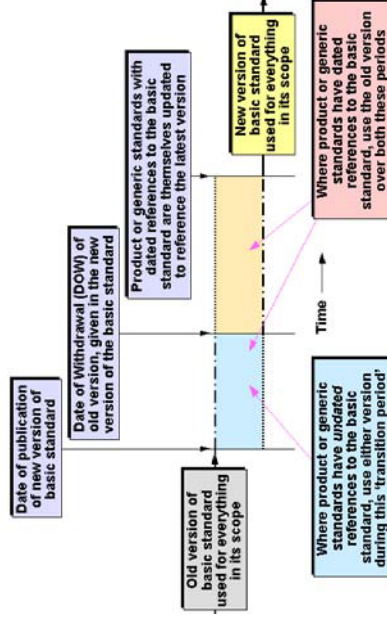 Date of publication
of new version of
basic standard
Date of Withdrawal (DOW) of
old version, given in the new
version of the basic standard
Product or generic standards with
dated references to the basic
standard are themselves updated
to reference the latest version
Old version of
basic standard
used for everything
in its scope
New version of
basic standard
used for everything
in its scope
Time
Where product or generic
standards have updated
references to the basic
standard, use either version
during this 'transition period'
Where product or generic
standards have dated
references to the basic
standard, use the old version
over both these periods